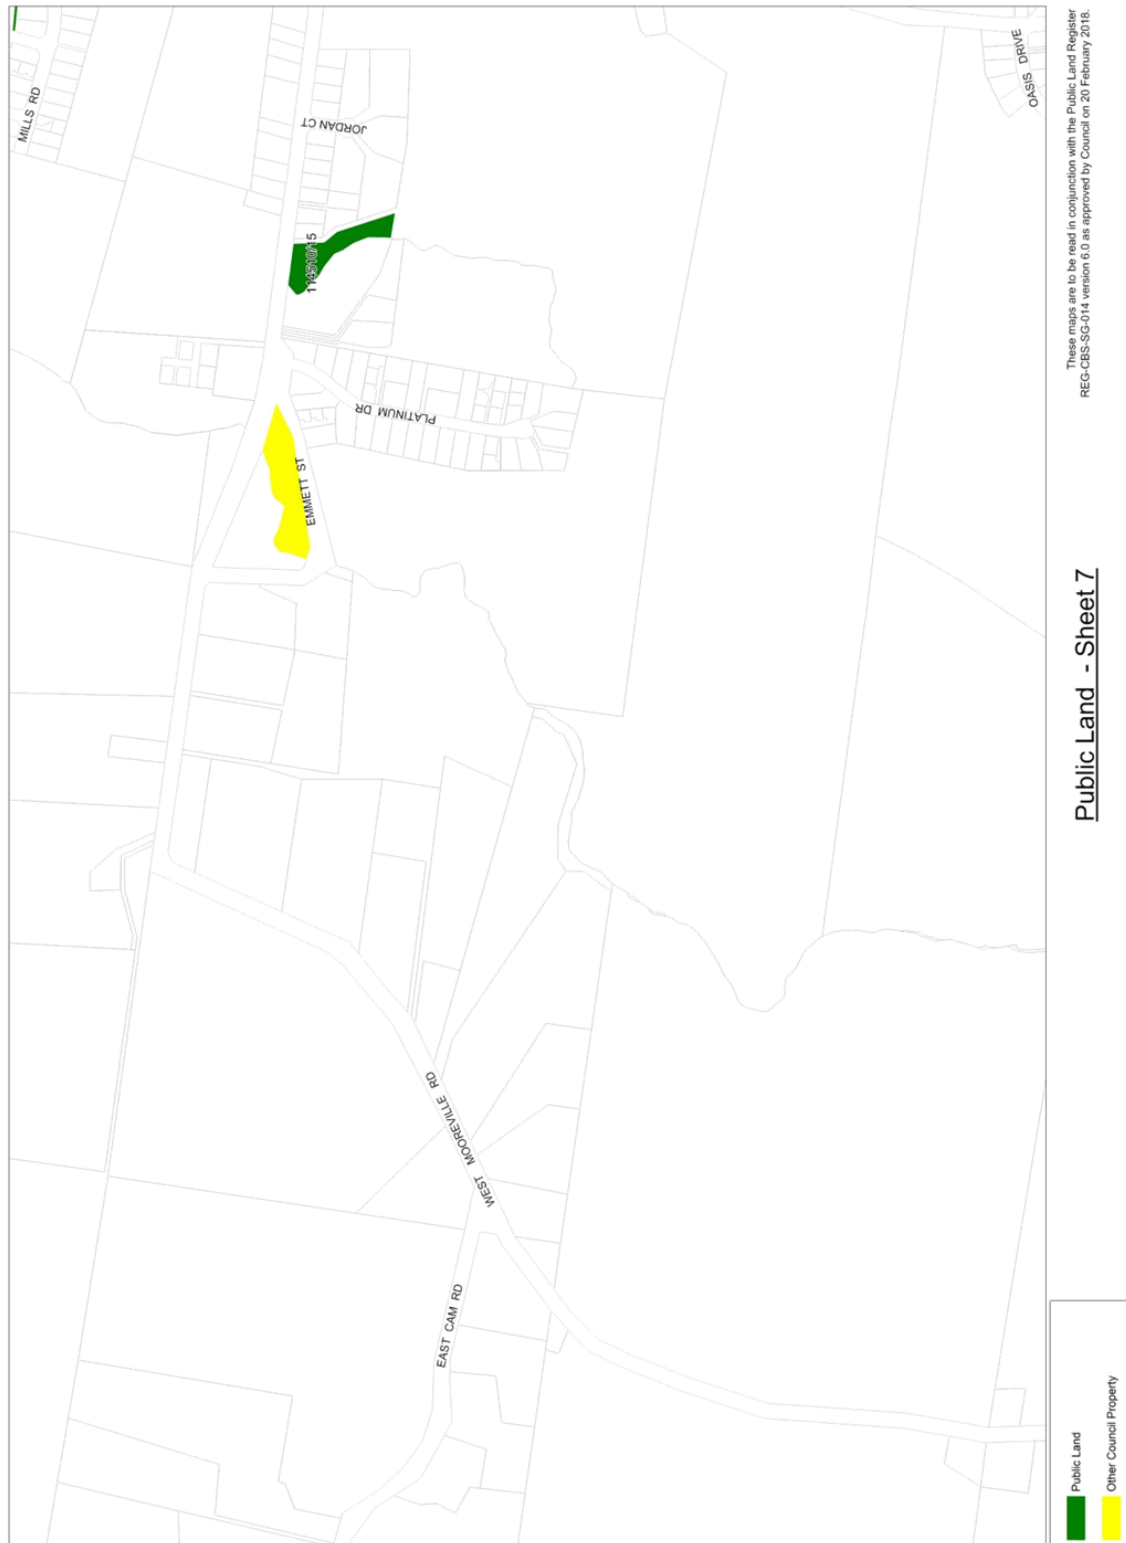 MILLS RD
JORDAN CT
OASIS DRIVE
114910/15
PLATINUM DR
EMMETT ST
WEST MOOREVILLE RD
EAST CAM RD
These maps are to be read in conjunction with the Public Land Register
REG-CBS-SG-014 version 6.0 as approved by Council on 20 February 2018.
Public Land - Sheet 7
Public Land
Other Council Property